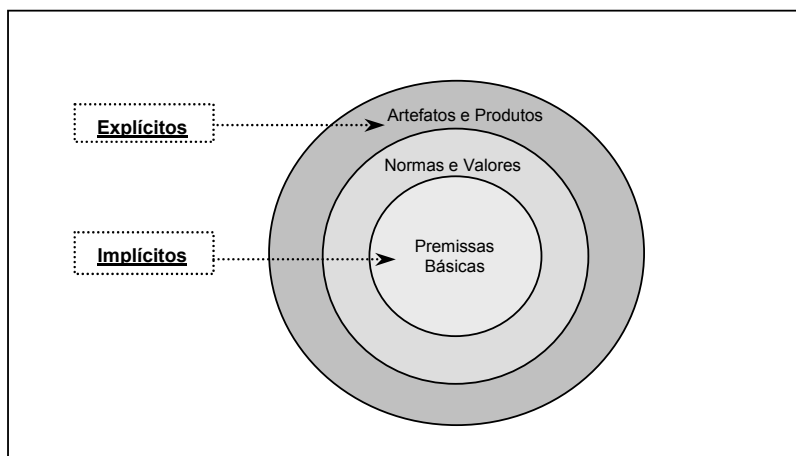 Artefatos e Produtos
Explícitos
Normas e Valores
Implícitos
Premissas
Básicas